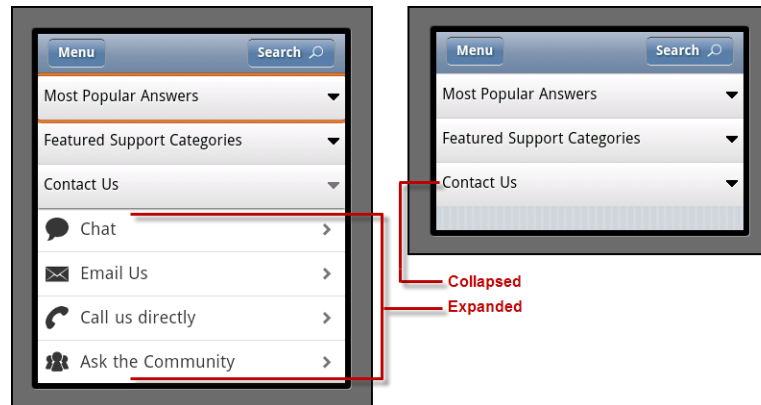 Menu Search
Most Popular Answers
Featured Support Categories
Contact Us
Chat
Email Us
Call us directly
Ask the Community
Menu Search
Most Popular Answers
Featured Support Categories
Contact Us
Collapsed
Expanded